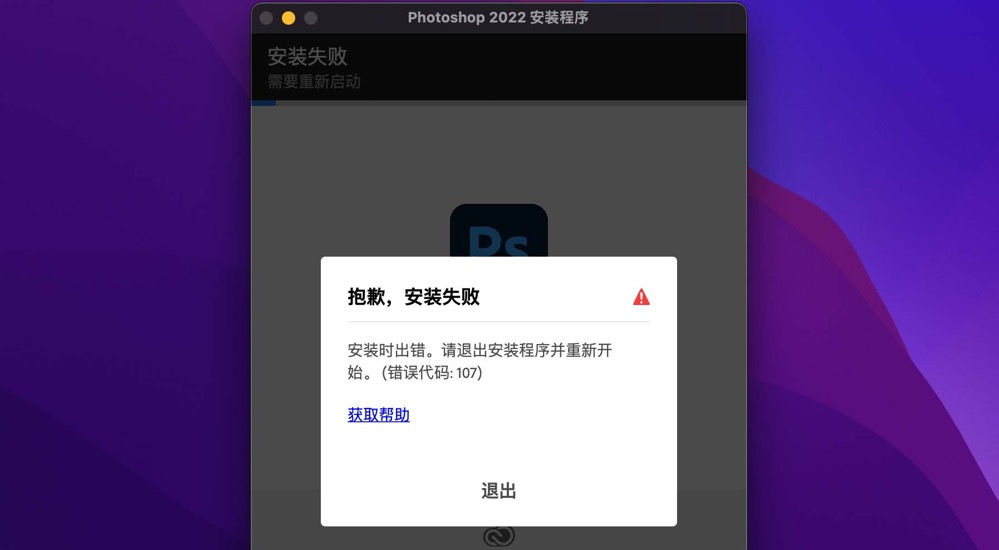 Photoshop 2022 安装程序
安装失败
需要重新启动
Ps
抱歉，安装失败
安装时出错。请退出安装程序并重新开
始。 (错误代码: 107)
获取帮助
退出